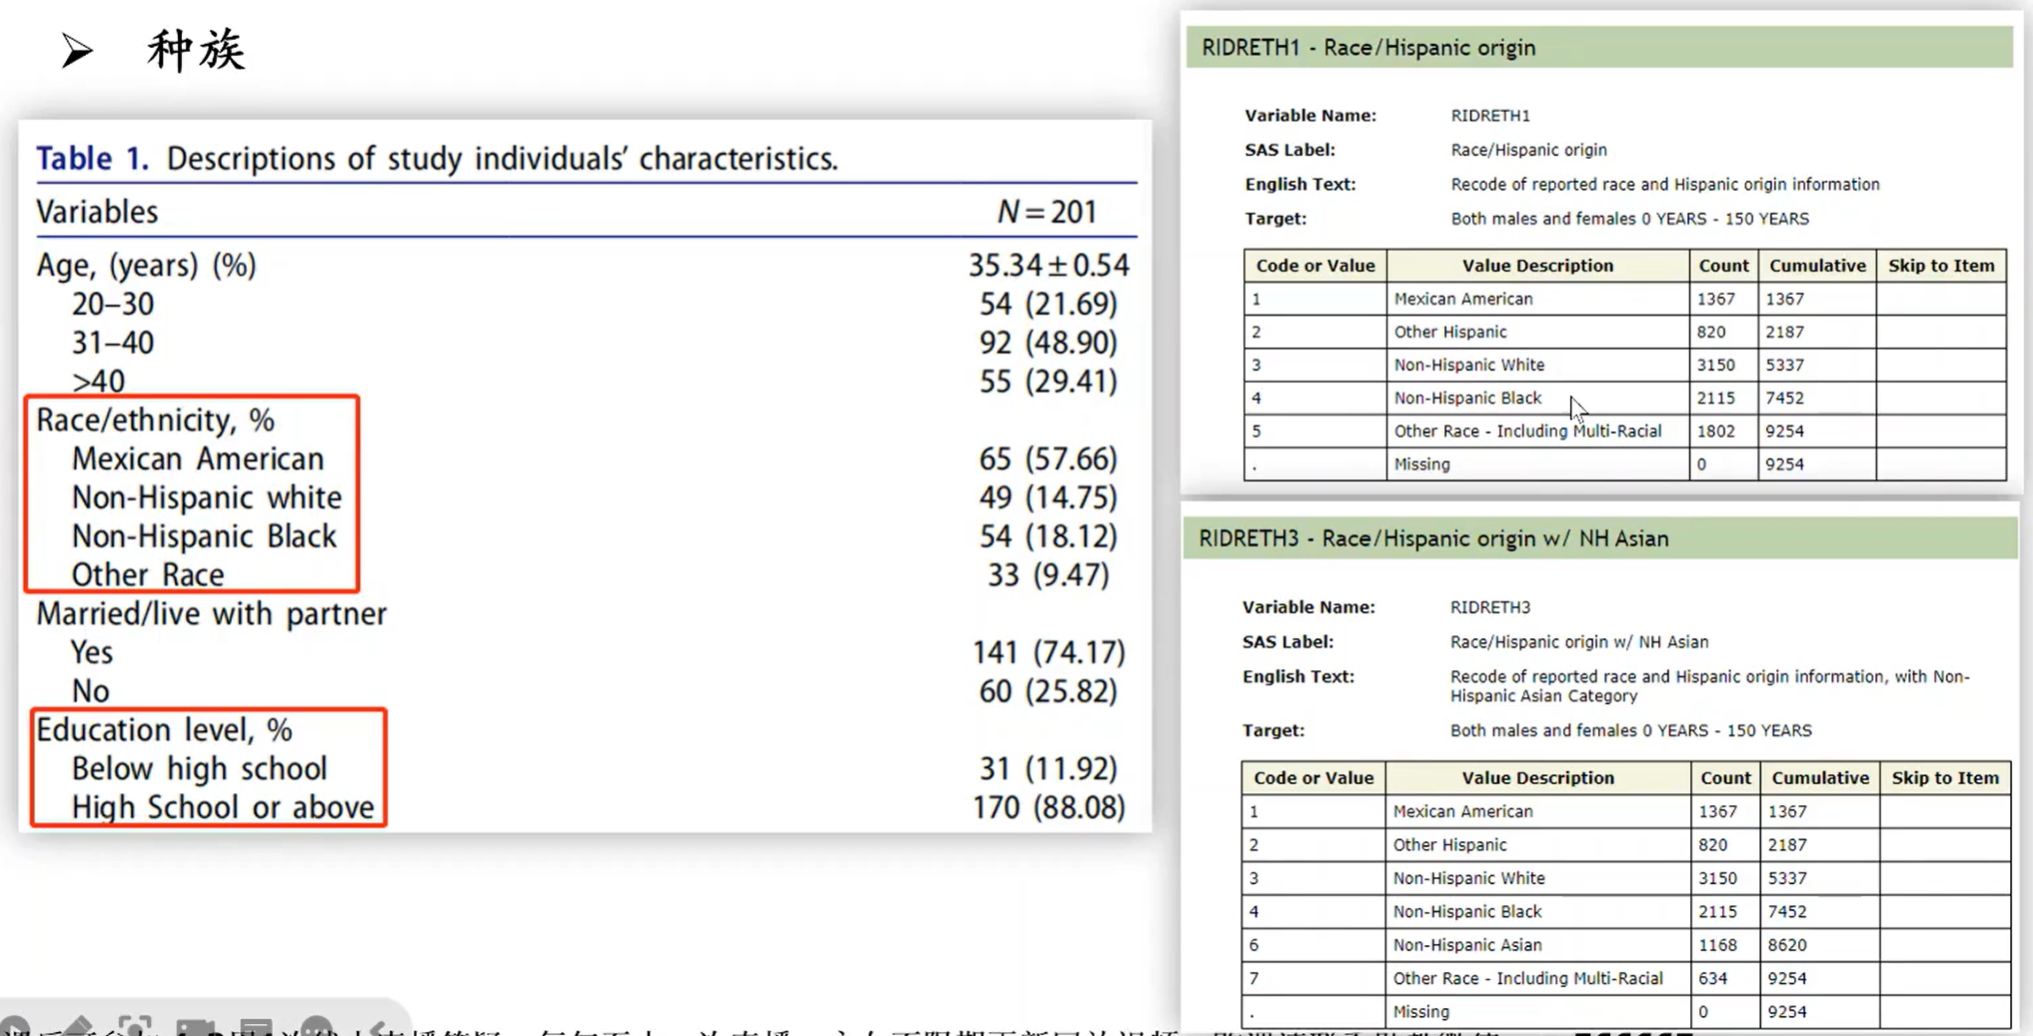 ➢ 种族
Table 1. Descriptions of study individuals’ characteristics.
Variables N = 201
Age, (years) (%) 35.34 ± 0.54
20–30 54 (21.69)
31–40 92 (48.90)
>40 55 (29.41)
Race/ethnicity, %
Mexican American 65 (57.66)
Non-Hispanic white 49 (14.75)
Non-Hispanic Black 54 (18.12)
Other Race 33 (9.47)
Married/live with partner
Yes 141 (74.17)
No 60 (25.82)
Education level, %
Below high school 31 (11.92)
High School or above 170 (88.08)
RIDRETH1 - Race/Hispanic origin
Variable Name: RIDRETH1
SAS Label: Race/Hispanic origin
English Text: Recode of reported race and Hispanic origin information
Target: Both males and females 0 YEARS - 150 YEARS
Code or Value Value Description Count Cumulative Skip to Item
1 Mexican American 1367 1367
2 Other Hispanic 820 2187
3 Non-Hispanic White 3150 5337
4 Non-Hispanic Black 2115 7452
5 Other Race - Including Multi-Racial 1802 9254
. Missing 0 9254
RIDRETH3 - Race/Hispanic origin w/ NH Asian
Variable Name: RIDRETH3
SAS Label: Race/Hispanic origin w/ NH Asian
English Text: Recode of reported race and Hispanic origin information, with Non-
Hispanic Asian Category
Target: Both males and females 0 YEARS - 150 YEARS
Code or Value Value Description Count Cumulative Skip to Item
1 Mexican American 1367 1367
2 Other Hispanic 820 2187
3 Non-Hispanic White 3150 5337
4 Non-Hispanic Black 2115 7452
6 Non-Hispanic Asian 1168 8620
7 Other Race - Including Multi-Racial 634 9254
. Missing 0 9254